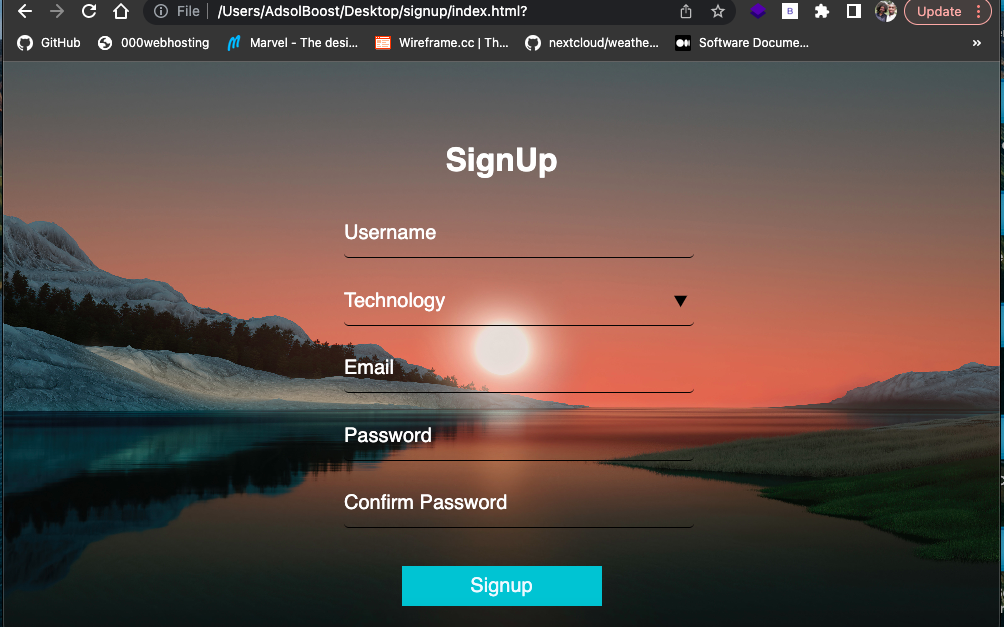 File /Users/AdsolBoost/Desktop/signup/index.html? B Update
GitHub 000webhosting Marvel - The desi... Wireframe.cc | Th... nextcloud/weathe... Software Docume... »
SignUp
Username
Technology
Email
Password
Confirm Password
Signup